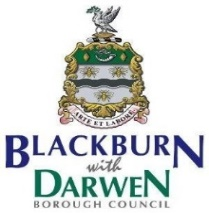 ARTE ET LABORE
BLACKBURN
with
DARWEN
BOROUGH COUNCIL